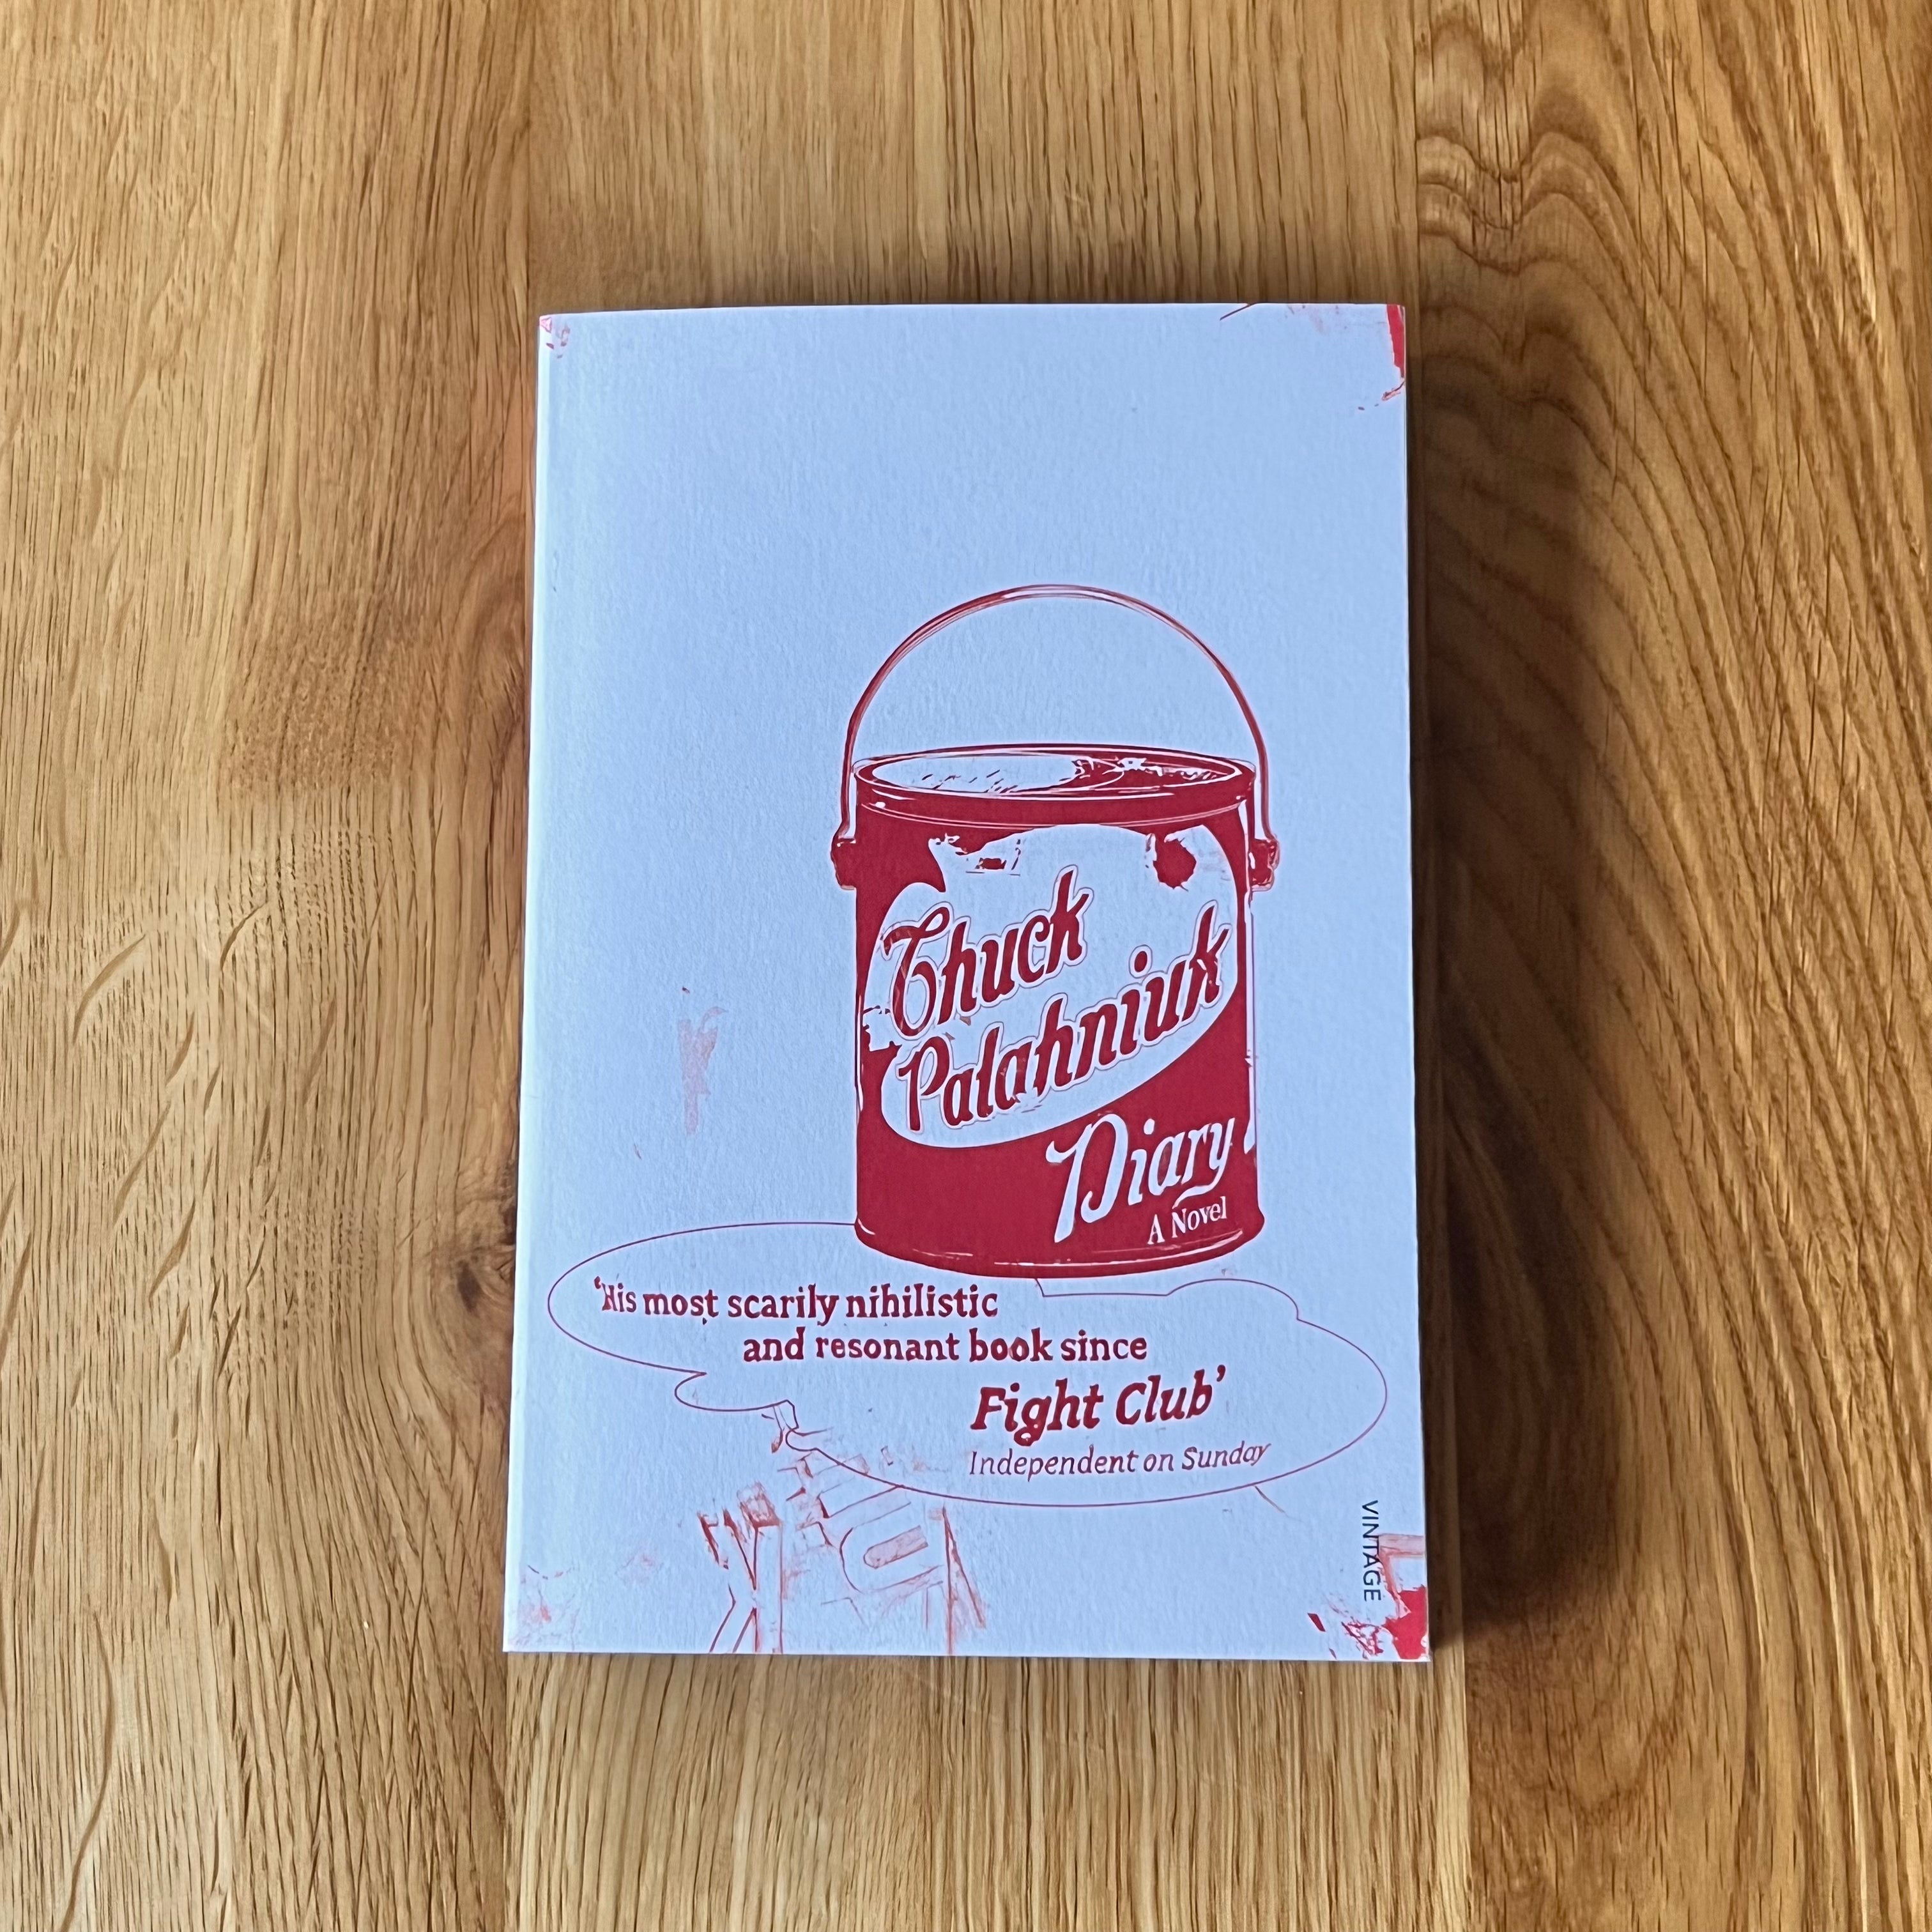 Chuck
Palahniuk
Diary
A Novel
‘His most scarily nihilistic
and resonant book since
Fight Club’
Independent on Sunday
VINTAGE